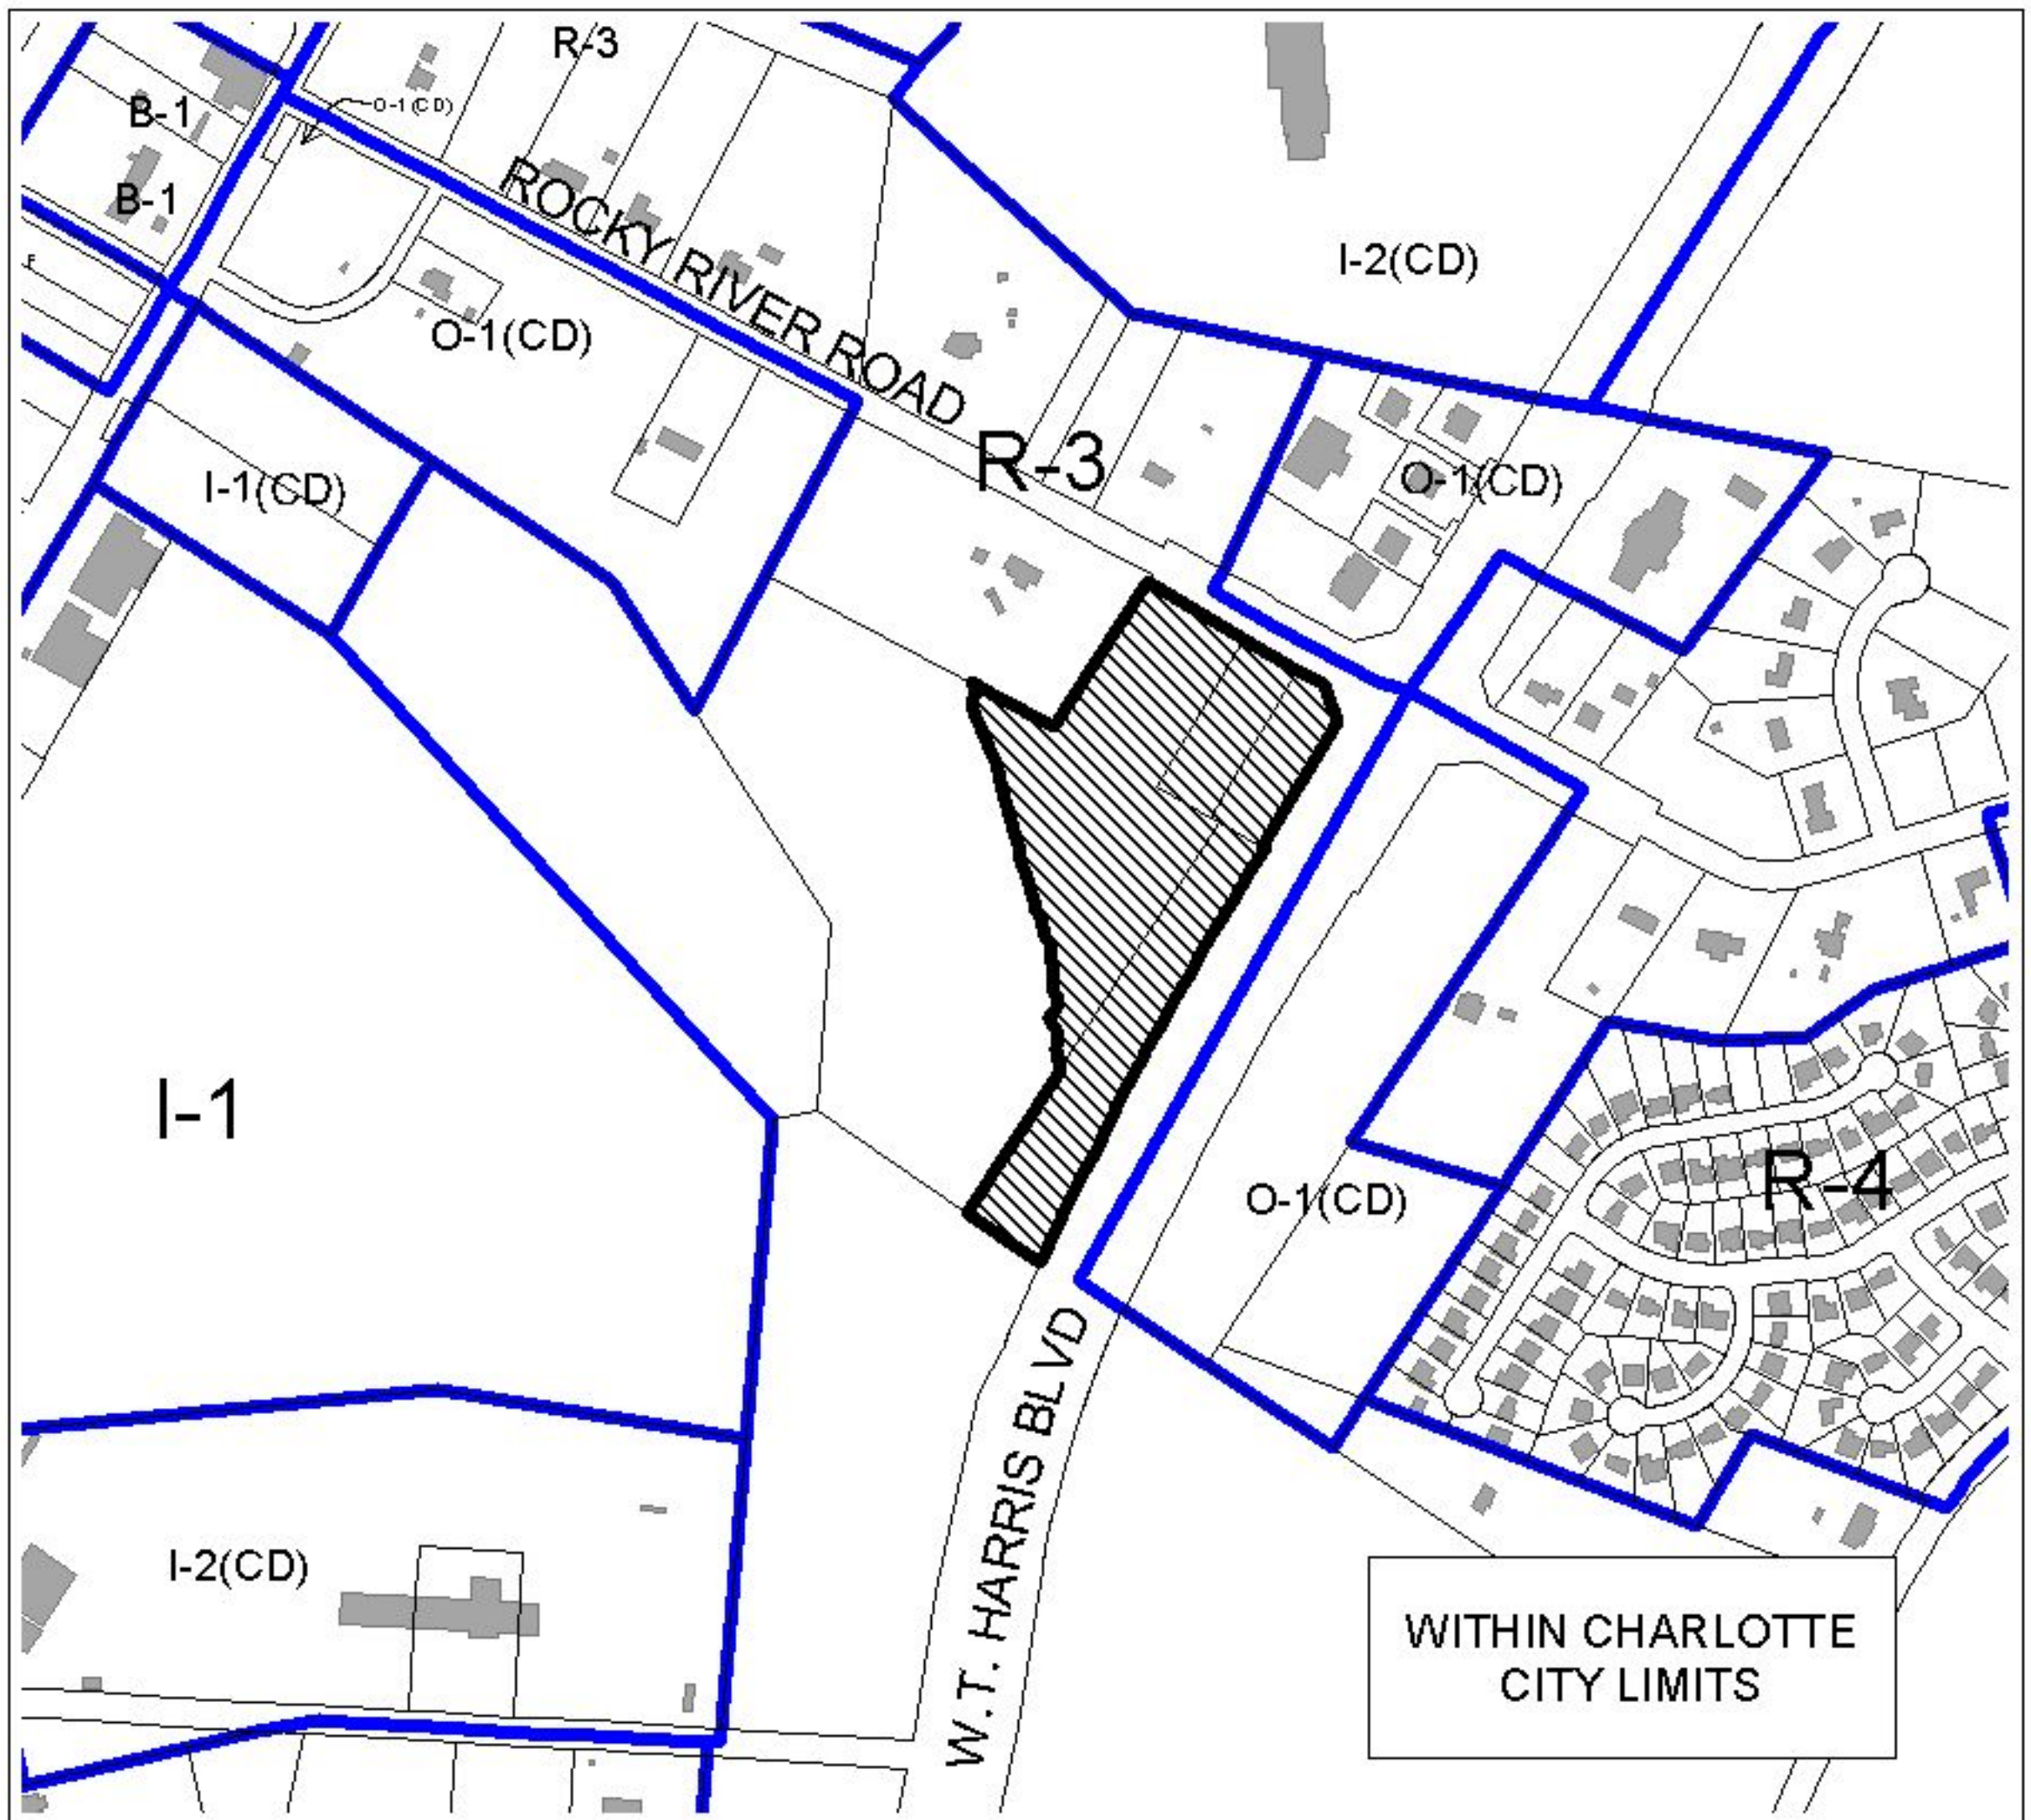 R-3
B-1
O-1(CD)
B-1
ROCKY RIVER ROAD
I-2(CD)
O-1(CD)
R-3
I-1(CD)
O-1(CD)
I-1
R-4
O-1(CD)
W.T. HARRIS BLVD
I-2(CD)
WITHIN CHARLOTTE
CITY LIMITS